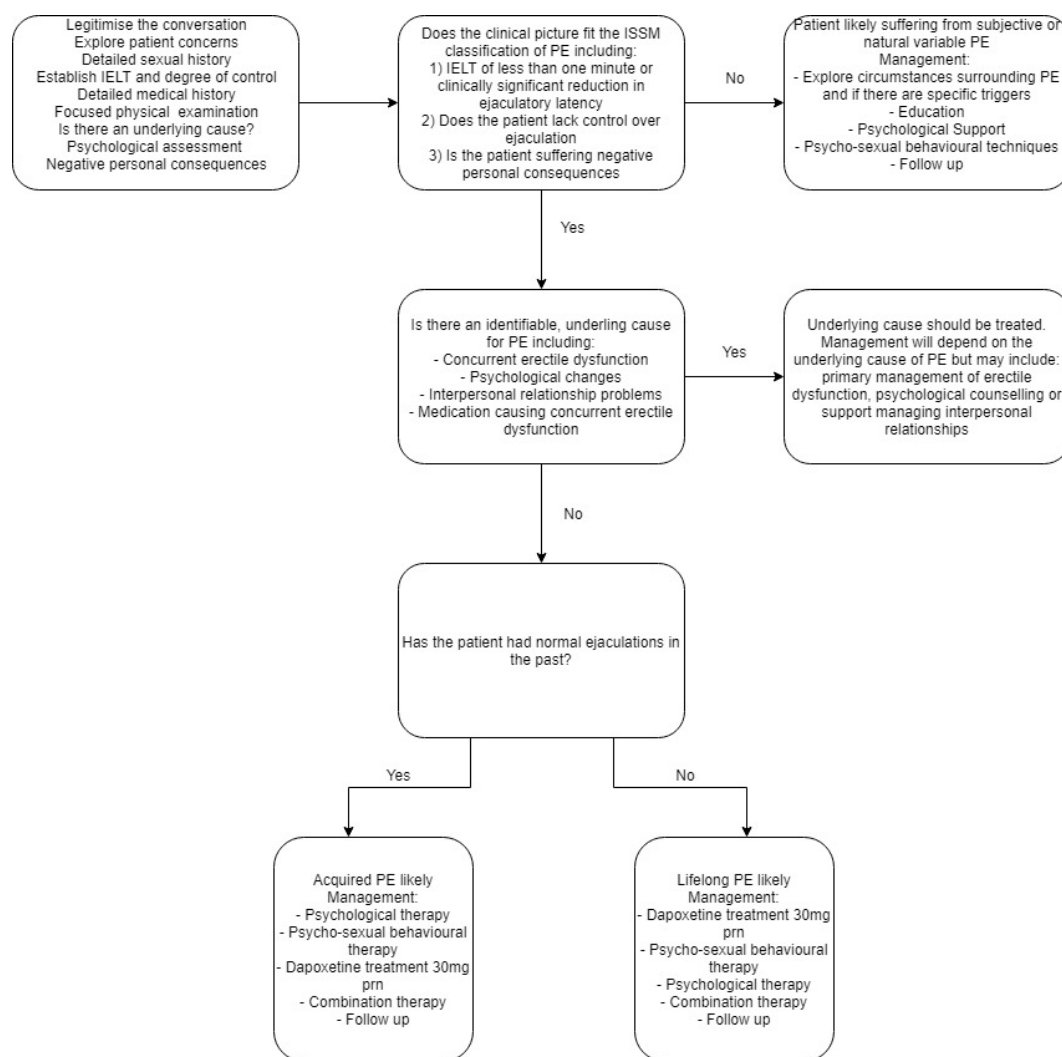 Legitimise the conversation
Explore patient concerns
Detailed sexual history
Establish IELT and degree of control
Detailed medical history
Focused physical examination
Is there an underlying cause?
Psychological assessment
Negative personal consequences
Does the clinical picture fit the ISSM
classification of PE including:
1) IELT of less than one minute or
clinically significant reduction in
ejaculatory latency
2) Does the patient lack control over
ejaculation
3) Is the patient suffering negative
personal consequences
No
Patient likely suffering from subjective or
natural variable PE
Management:
- Explore circumstances surrounding PE
and if there are specific triggers
- Education
- Psychological Support
- Psycho-sexual behavioural techniques
- Follow up
Yes
Is there an identifiable, underling cause
for PE including:
- Concurrent erectile dysfunction
- Psychological changes
- Interpersonal relationship problems
- Medication causing concurrent erectile
dysfunction
Yes
Underlying cause should be treated.
Management will depend on the
underlying cause of PE but may include:
primary management of erectile
dysfunction, psychological counselling or
support managing interpersonal
relationships
No
Has the patient had normal ejaculations in
the past?
Yes
No
Acquired PE likely
Management:
- Psychological therapy
- Psycho-sexual behavioural
therapy
- Dapoxetine treatment 30mg
prn
- Combination therapy
- Follow up
Lifelong PE likely
Management:
- Dapoxetine treatment 30mg
prn
- Psycho-sexual behavioural
therapy
- Psychological therapy
- Combination therapy
- Follow up